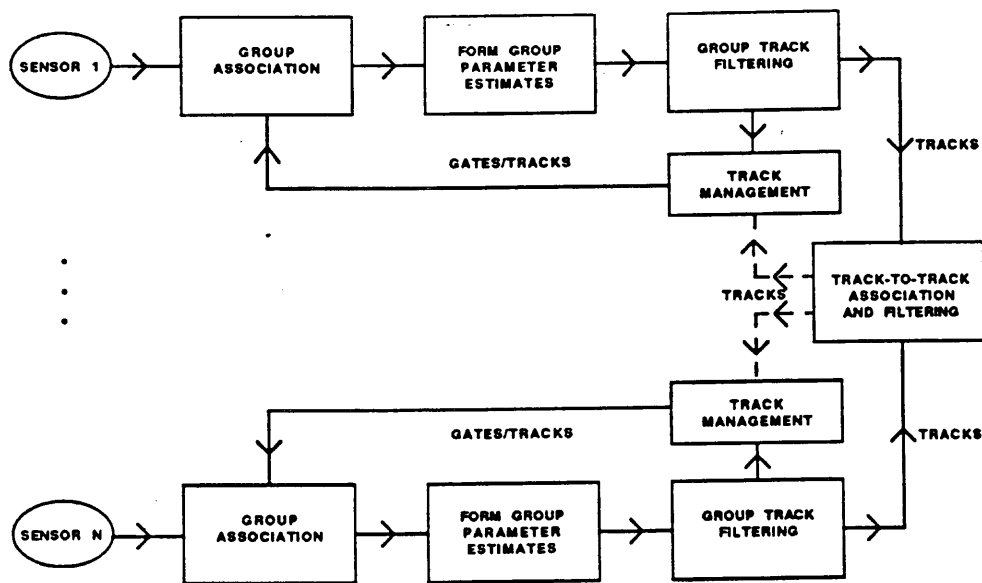 SENSOR 1
GROUP
ASSOCIATION
FORM GROUP
PARAMETER
ESTIMATES
GROUP TRACK
FILTERING
TRACKS
GATES/TRACKS
TRACK
MANAGEMENT
TRACKS
TRACK-TO-TRACK
ASSOCIATION
AND FILTERING
TRACK
MANAGEMENT
GATES/TRACKS
TRACKS
SENSOR N
GROUP
ASSOCIATION
FORM GROUP
PARAMETER
ESTIMATES
GROUP TRACK
FILTERING